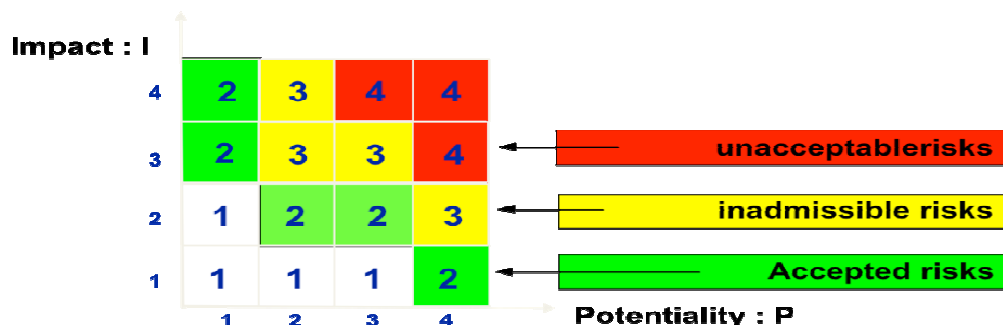 Impact : I
4 2 3 4 4
3 2 3 3 4 unacceptablerisks
2 1 2 2 3 inadmissible risks
1 1 1 1 2 Accepted risks
1 2 3 4 Potentiality : P